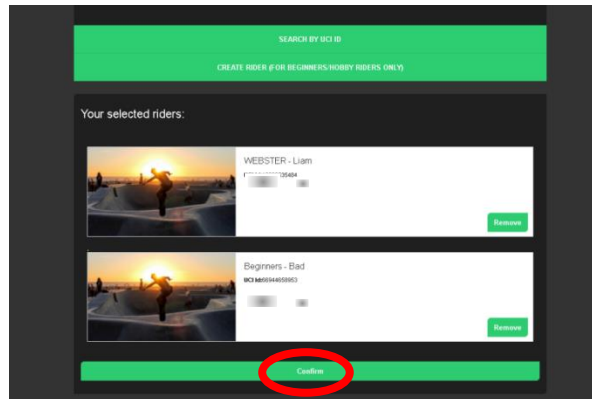 SEARCH BY UCI ID
CREATE RIDER (FOR BEGINNERS/HOBBY RIDERS ONLY)
Your selected riders:
WEBSTER - Liam
35484
Remove
Beginners - Bad
UCI Id:
Remove
Confirm